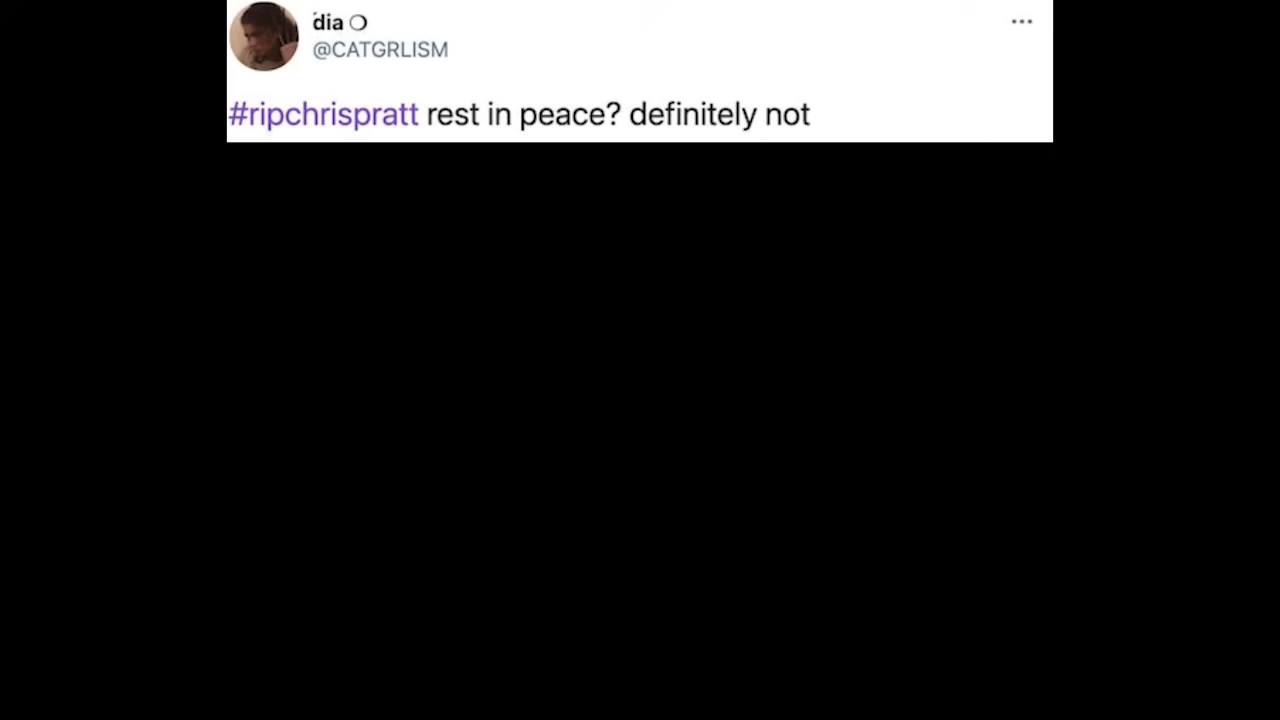 dia ❍
@CATGRLISM
#ripchrispratt rest in peace? definitely not